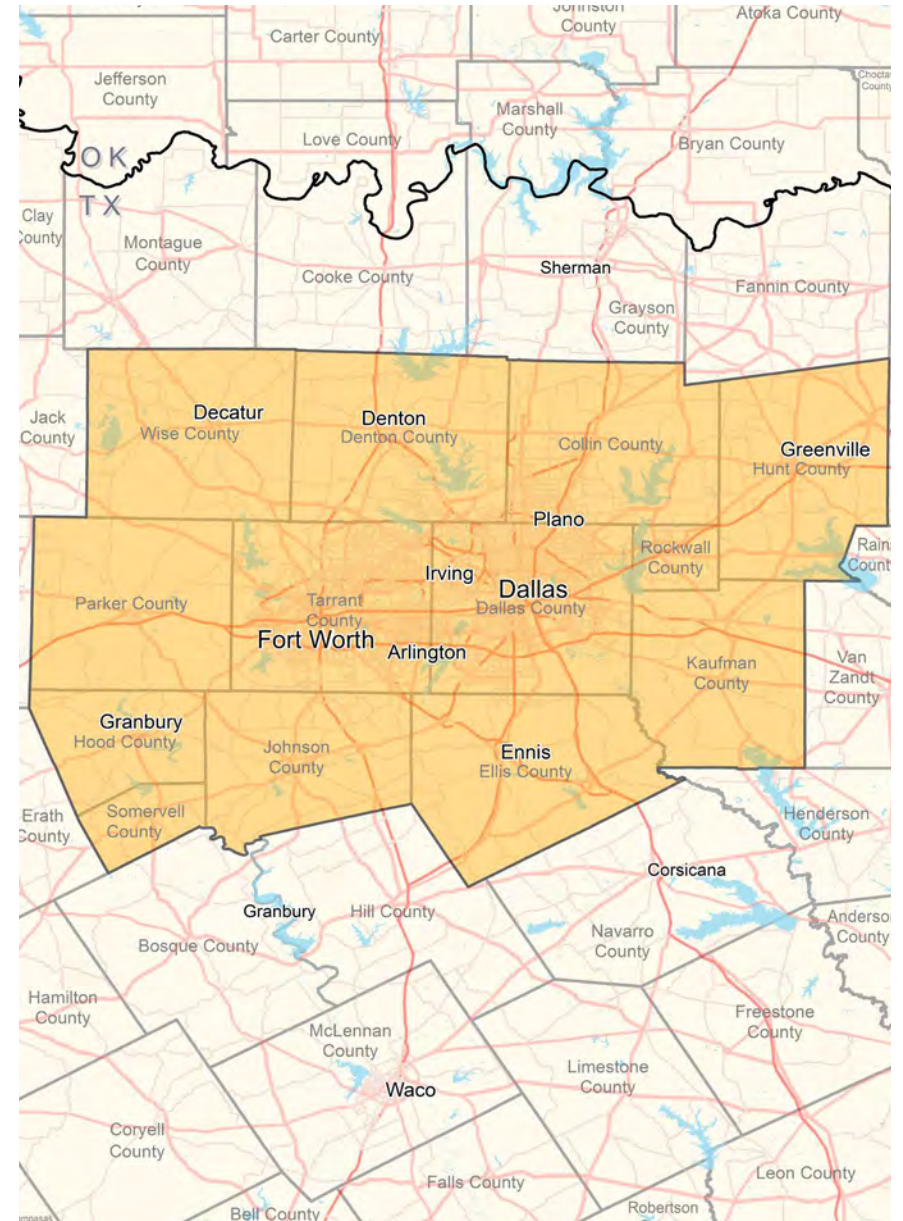 Johnston
County
Atoka County
Carter County
Jefferson
County
Marshall
County
Love County
Bryan County
OK
TX
Clay
County
Montague
County
Cooke County
Sherman
Grayson
County
Fannin County
Jack
County
Decatur
Wise County
Denton
Denton County
Collin County
Greenville
Hunt County
Plano
Rockwall
County
Irving
Dallas
Dallas County
Parker County
Tarrant
County
Fort Worth
Arlington
Kaufman
County
Van
Zandt
County
Granbury
Hood County
Johnson
County
Ennis
Ellis County
Erath
County
Somervell
County
Henderson
County
Corsicana
Granbury
Hill County
Bosque County
Navarro
County
Anderso
County
Hamilton
County
Freestone
County
McLennan
County
Limestone
County
Waco
Coryell
County
Falls County
Leon County
Bell County
Robertson